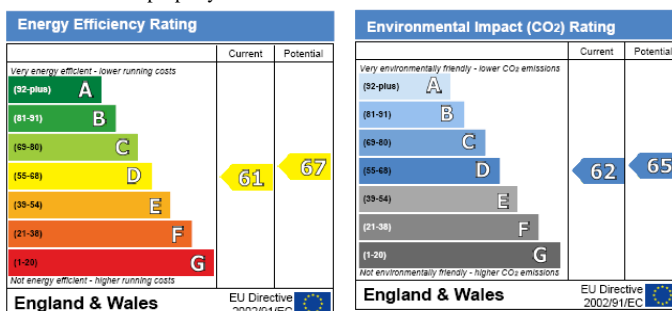 Energy Efficiency Rating
Current Potential
Very energy efficient - lower running costs
(92-plus) A
(81-91) B
(69-80) C
(55-68) D
(39-54) E
(21-38) F
(1-20) G
61
67
Not energy efficient - higher running costs
England & Wales
EU Directive
2002/91/EC
Environmental Impact (CO2) Rating
Current Potential
Very environmentally friendly - lower CO2 emissions
(92-plus) A
(81-91) B
(69-80) C
(55-68) D
(39-54) E
(21-38) F
(1-20) G
62
65
Not environmentally friendly - higher CO2 emissions
England & Wales
EU Directive
2002/91/EC